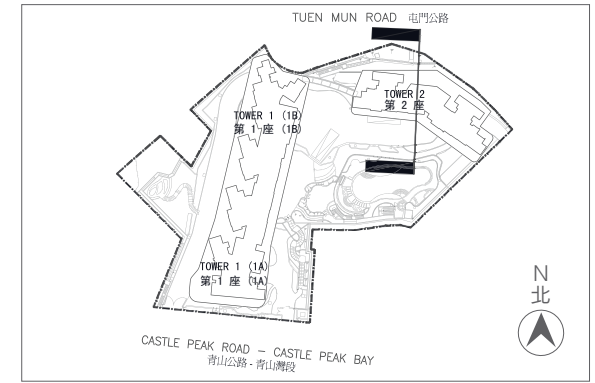 TUEN MUN ROAD 屯門公路
TOWER 2
第 2 座
TOWER 1 (1B)
第 1 座 (1B)
TOWER 1 (1A)
第 1 座 (1A)
N
北
CASTLE PEAK ROAD - CASTLE PEAK BAY
青山公路 - 青山灣段